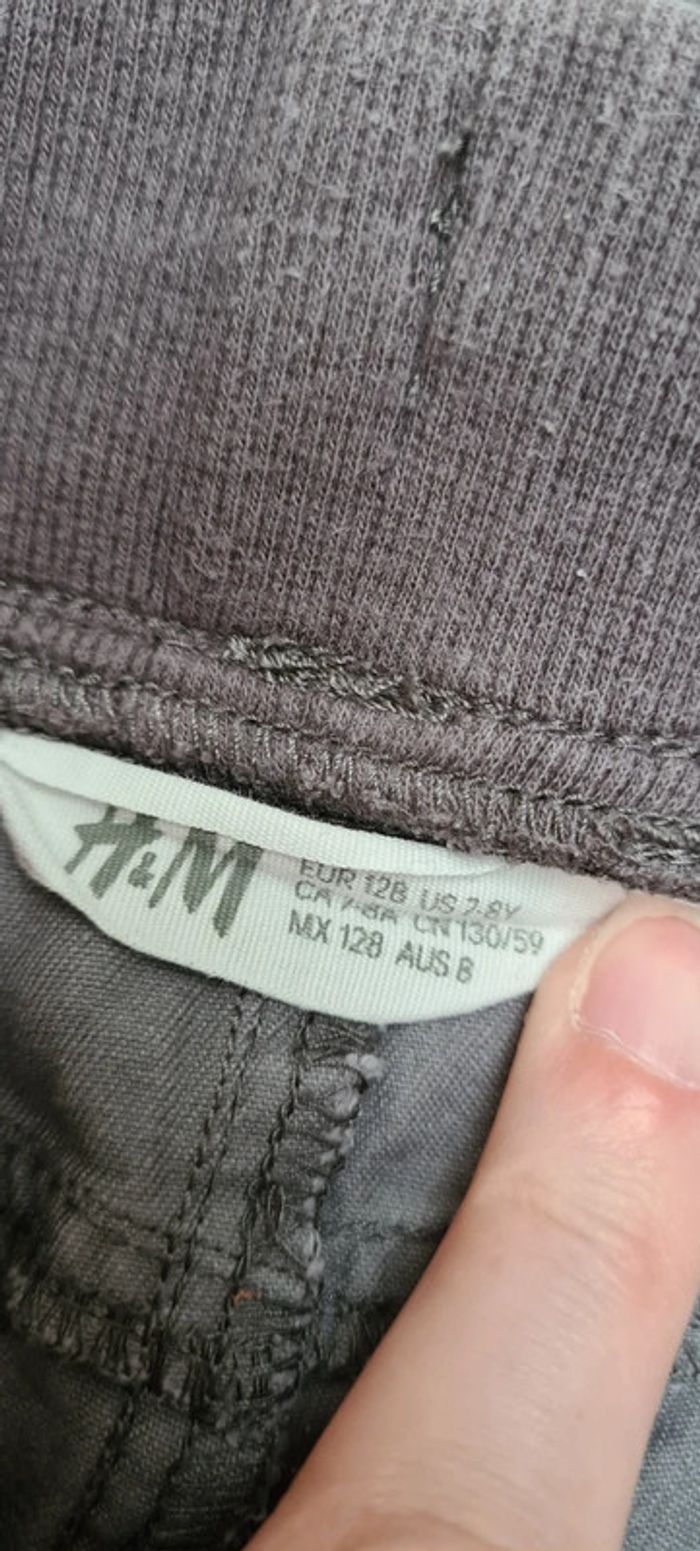 H&M
EUR 128 US 7-8Y
CA 7-8A CN 130/59
MX 128 AUS 8